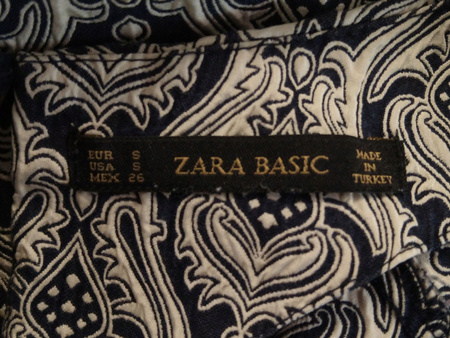 EUR S
USA S
MEX 26
ZARA BASIC
MADE
IN
TURKEY